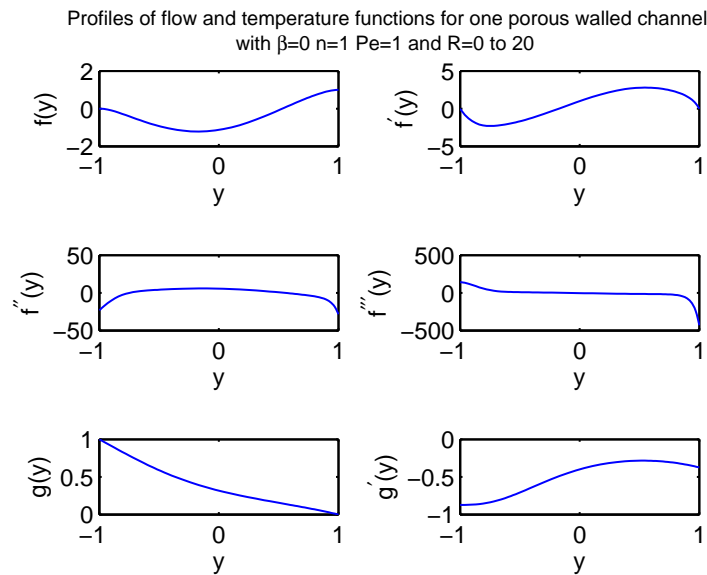 Profiles of flow and temperature functions for one porous walled channel
with β=0 n=1 Pe=1 and R=0 to 20
2
0
−2
f(y)
−1 0 1
y
5
0
−5
f′(y)
−1 0 1
y
50
0
−50
f′′(y)
−1 0 1
y
500
0
−500
f′′′(y)
−1 0 1
y
1
0.5
0
g(y)
−1 0 1
y
0
−0.5
−1
g′(y)
−1 0 1
y